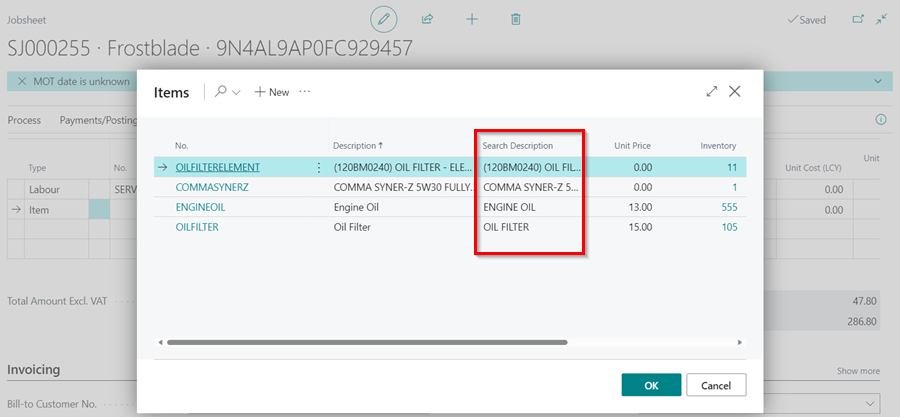 Jobsheet
Saved
SJ000255 · Frostblade · 9N4AL9AP0FC929457
MOT date is unknown
Items
New
Process
Payments/Posting
No.
Description ↑
Search Description
Unit Price
Inventory
Type
No.
Unit Cost (LCY)
Unit
OILFILTERELEMENT
(120BM0240) OIL FILTER - ELE...
(120BM0240) OIL FIL...
0.00
11
Labour
SERV
COMMASYNERZ
COMMA SYNER-Z 5W30 FULLY...
COMMA SYNER-Z 5...
0.00
1
0.00
Item
ENGINEOIL
Engine Oil
ENGINE OIL
13.00
555
0.00
OILFILTER
Oil Filter
OIL FILTER
15.00
105
Total Amount Excl. VAT
47.80
286.80
Invoicing
Show more
OK
Cancel
Bill-to Customer No.